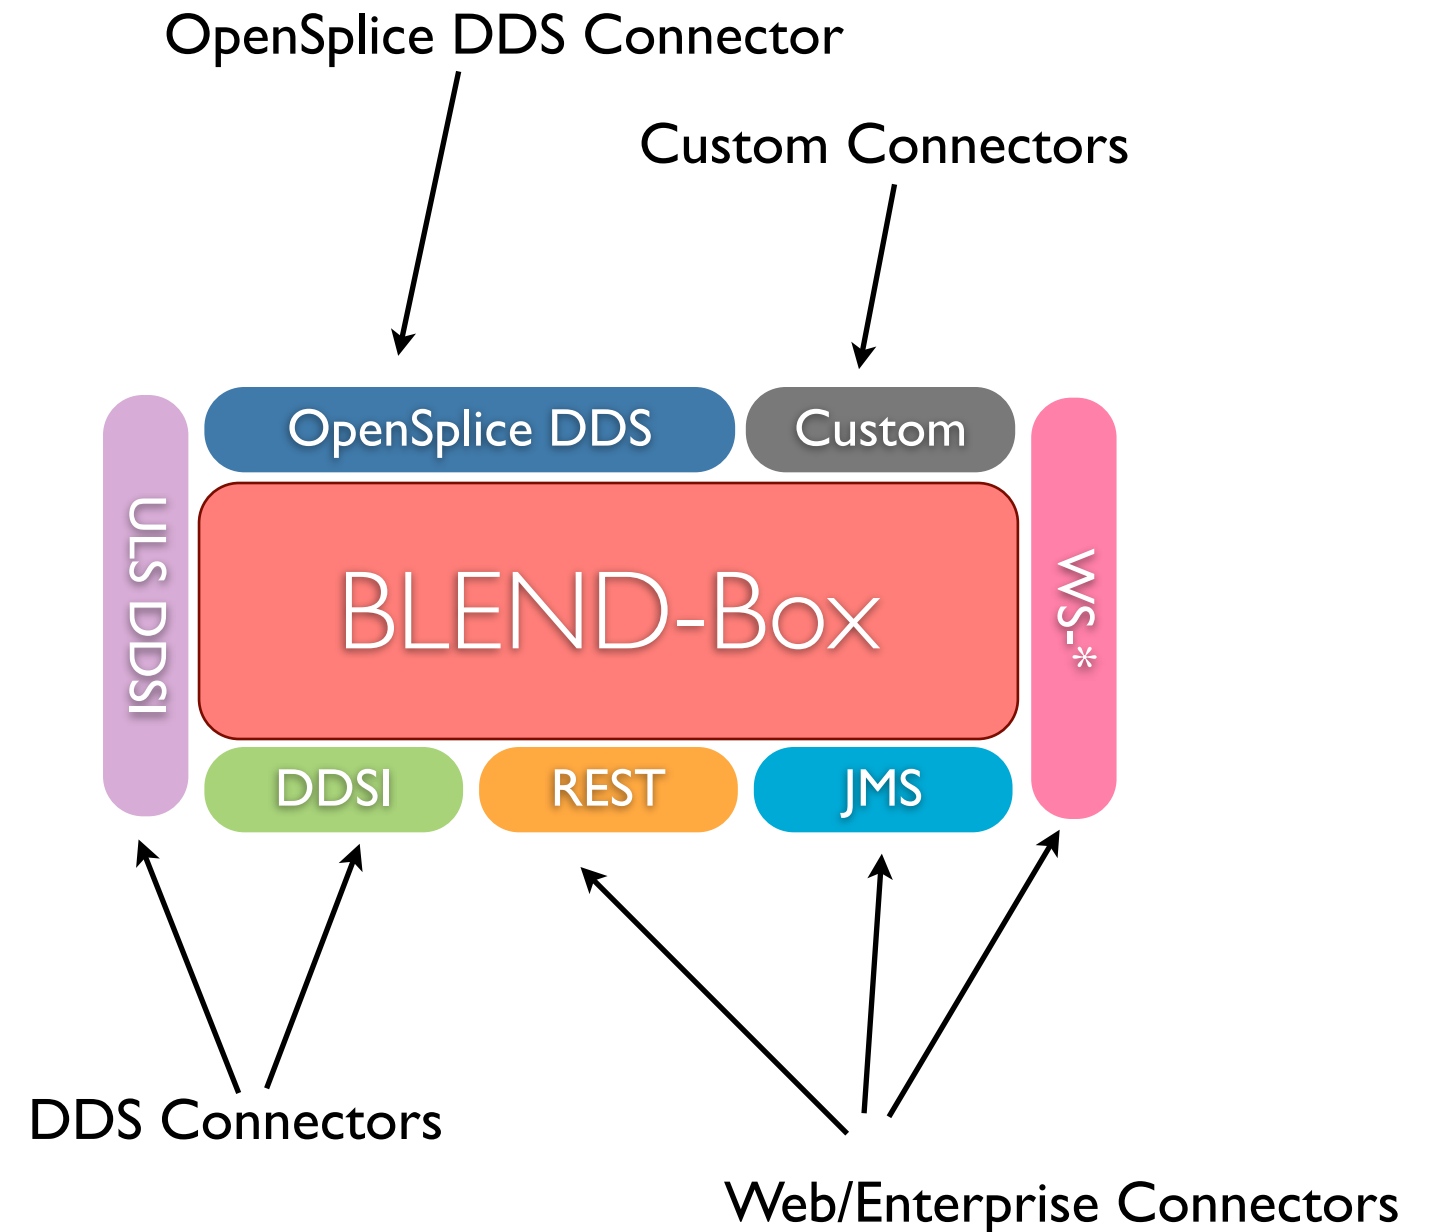 OpenSplice DDS Connector
Custom Connectors
OpenSplice DDS
Custom
ULS DDSI
BLEND-Box
WS-*
DDSI
REST
JMS
DDS Connectors
Web/Enterprise Connectors